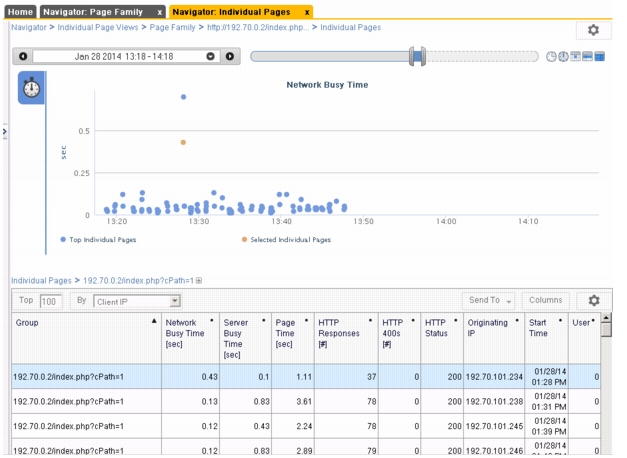 Home Navigator: Page Family x Navigator: Individual Pages x
Navigator > Individual Page Views > Page Family > http://192.70.0.2/index.php... > Individual Pages
Jan 28 2014 13:18 - 14:18
Network Busy Time
sec
0.5
0.25
0
13:20 13:30 13:40 13:50 14:00 14:10
Top Individual Pages Selected Individual Pages
Individual Pages > 192.70.0.2/index.php?cPath=1
Top 100 By Client IP Send To Columns
Group Network Busy Time [sec] Server Busy Time [sec] Page Time [sec] HTTP Responses [#] HTTP 400s [#] HTTP Status Originating IP Start Time User
192.70.0.2/index.php?cPath=1 0.43 0.1 1.11 37 0 200 192.70.101.234 01/28/14 01:28 PM 0
192.70.0.2/index.php?cPath=1 0.13 0.83 3.61 78 0 200 192.70.101.238 01/28/14 01:31 PM 0
192.70.0.2/index.php?cPath=1 0.12 0.43 2.24 78 0 200 192.70.101.245 01/28/14 01:39 PM 0
192.70.0.2/index.php?cPath=1 0.12 0.83 2.89 79 0 200 192.70.101.246 01/28/14 0